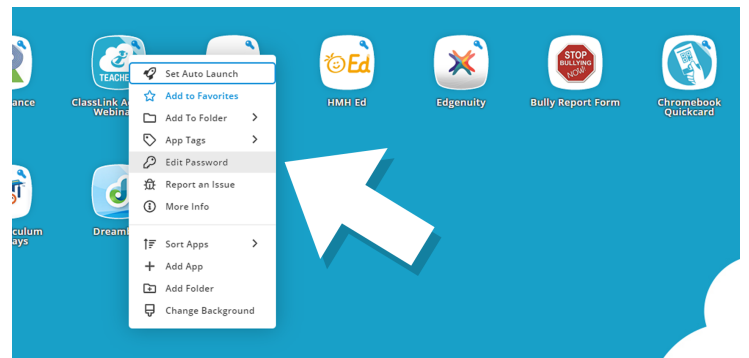 TEACHE
Ed
STOP
BULLYING
NOW!
ance
ClassLink A
Webina
HMH Ed
Edgenuity
Bully Report Form
Chromebook
Quickcard
Set Auto Launch
Add to Favorites
Add To Folder
App Tags
Edit Password
Report an Issue
More Info
Sort Apps
Add App
Add Folder
Change Background
culum
ays
Dream